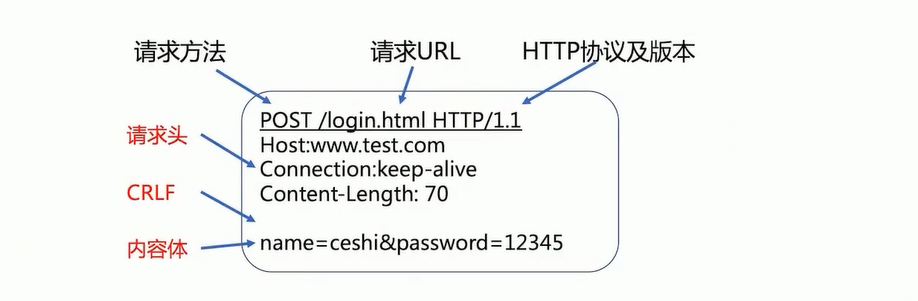 请求方法 请求URL HTTP协议及版本
POST /login.html HTTP/1.1
Host:www.test.com
请求头
Connection:keep-alive
CRLF
Content-Length: 70
内容体
name=ceshi&password=12345